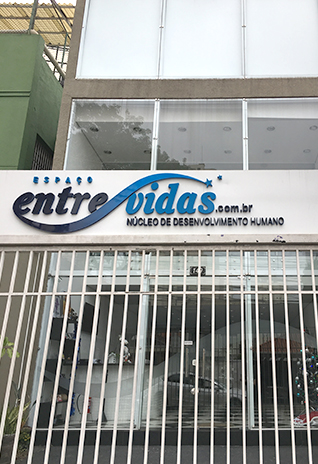 ESPAÇO
entre vidas.com.br
NÚCLEO DE DESENVOLVIMENTO HUMANO